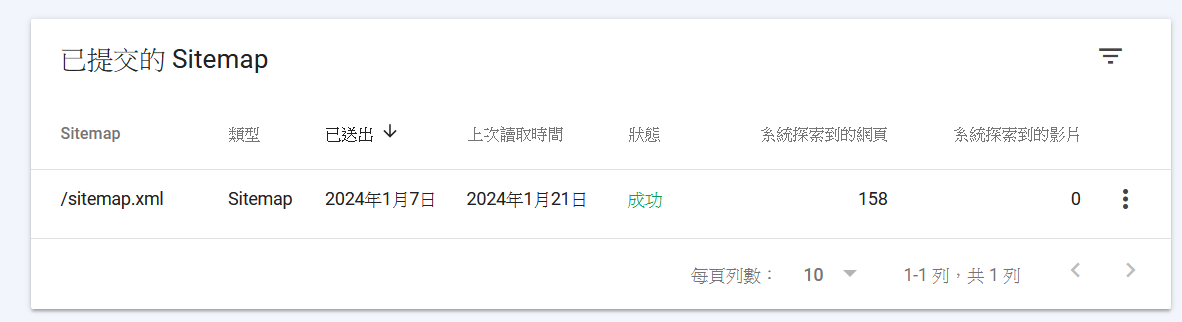 已提交的 Sitemap
Sitemap 類型 已送出 上次讀取時間 狀態 系統探索到的網頁 系統探索到的影片
/sitemap.xml Sitemap 2024年1月7日 2024年1月21日 成功 158 0
每頁列數： 10 1-1 列，共 1 列